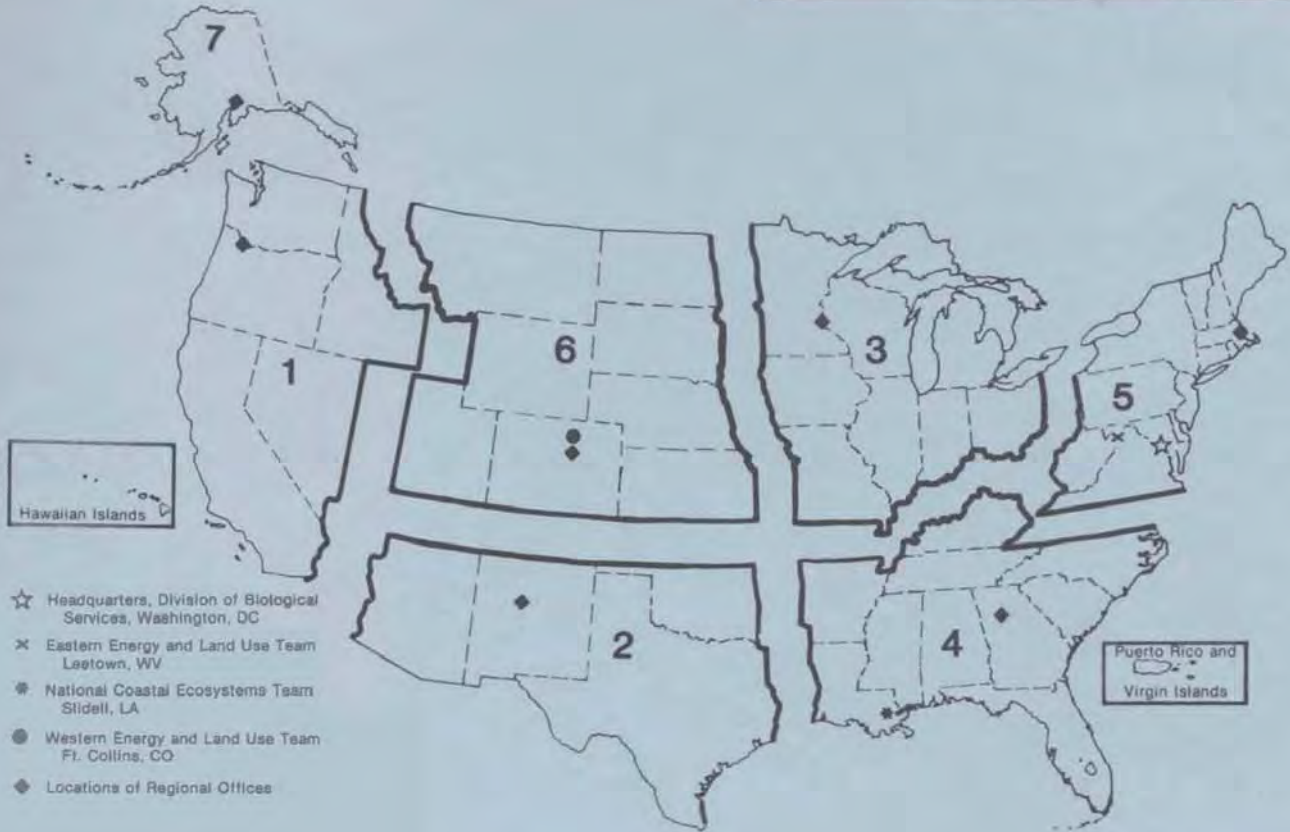 7
1
6
3
5
2
4
Hawaiian Islands
Puerto Rico and
Virgin Islands
Headquarters, Division of Biological
Services, Washington, DC
Eastern Energy and Land Use Team
Leetown, WV
National Coastal Ecosystems Team
Slidell, LA
Western Energy and Land Use Team
Ft. Collins, CO
Locations of Regional Offices